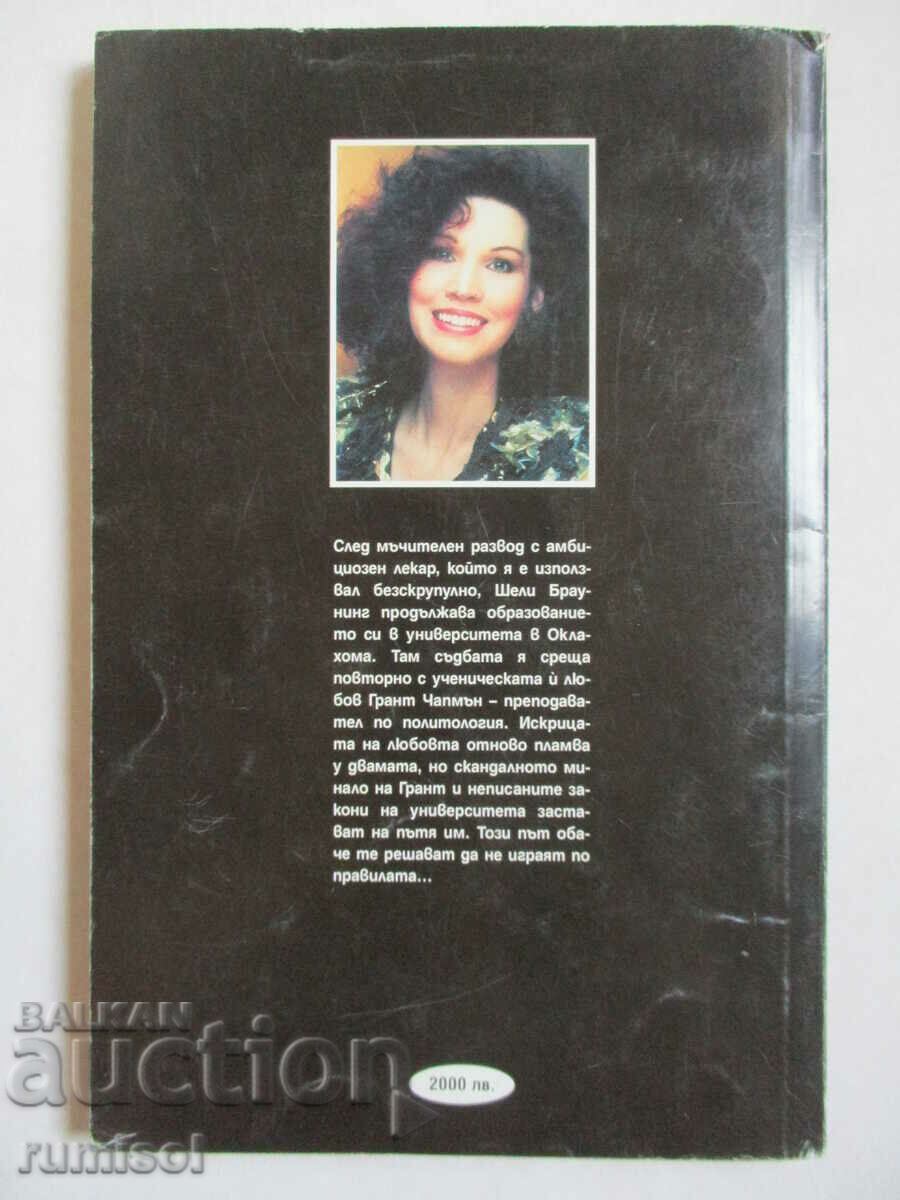 След мъчителен развод с амби-
циозен лекар, който я е използ-
вал безскрупулно, Шели Брау-
нинг продължава образование-
то си в университета в Окла-
хома. Там съдбата я среща
повторно с ученическата ѝ лю-
бов Грант Чапмън – преподава-
тел по политология. Искрица-
та на любовта отново пламва
у двамата, но скандалното ми-
нало на Грант и неписаните за-
кони на университета заста-
ват на пътя им. Този път оба-
че те решават да не играят по
правилата...
BALKAN
auction
2000 лв.
rumisol